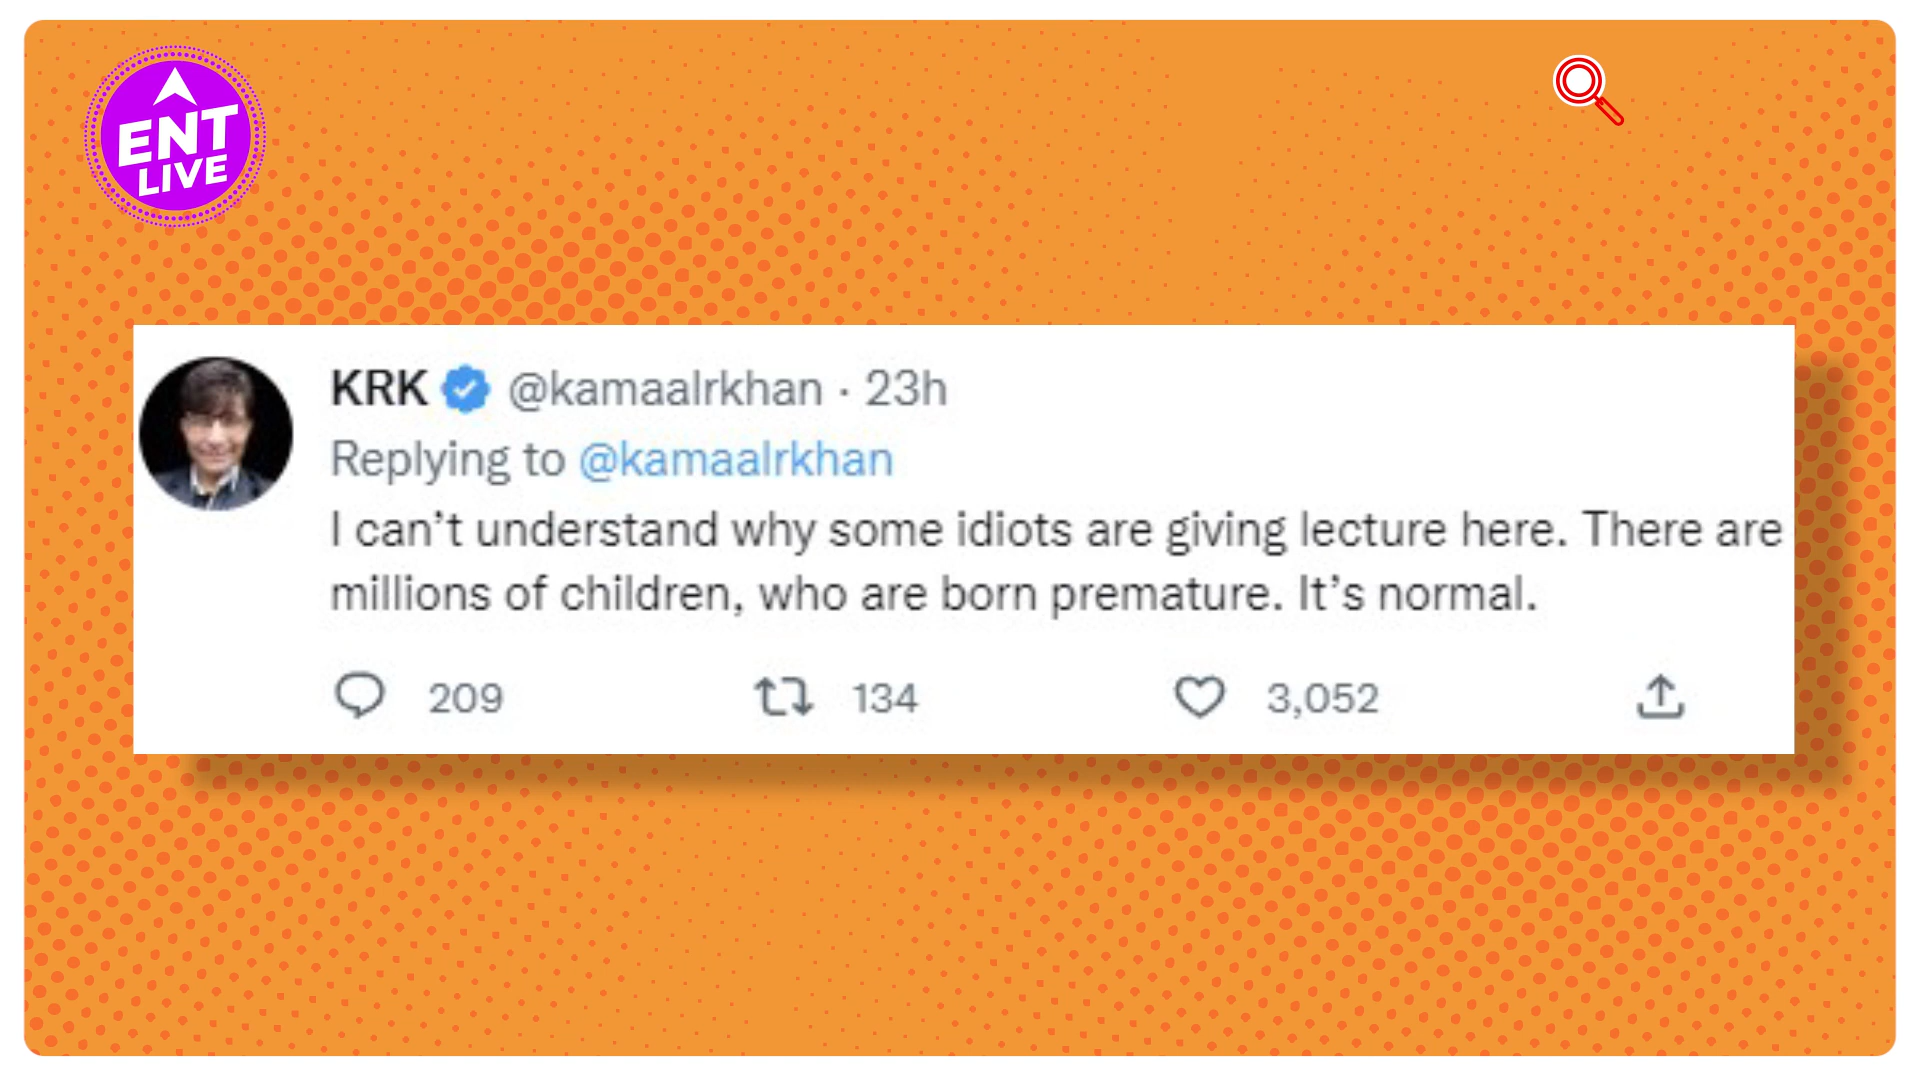 ENT
LIVE
KRK @kamaalrkhan · 23h
Replying to @kamaalrkhan
I can’t understand why some idiots are giving lecture here. There are
millions of children, who are born premature. It’s normal.
209 134 3,052